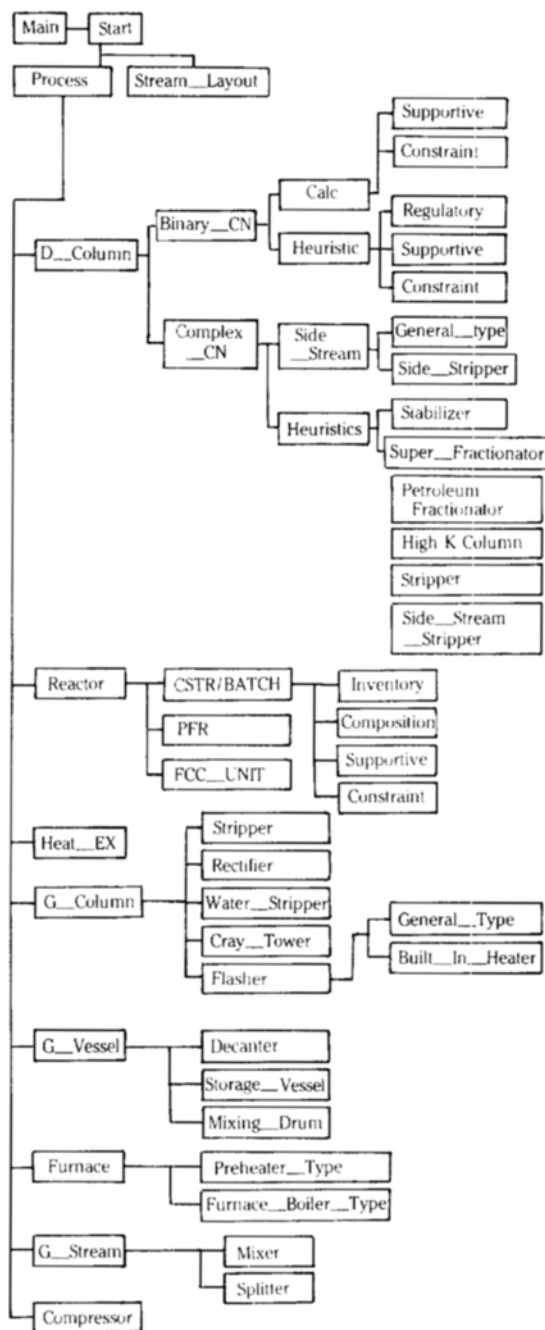 Main
Start
Process
Stream__Layout
Supportive
Constraint
Calc
Binary__CN
Regulatory
Heuristic
Supportive
D__Column
Constraint
Complex
__CN
Side
__Stream
General__type
Side__Stripper
Heuristics
Stabilizer
Super__Fractionator
Petroleum
Fractionator
High K Column
Stripper
Side__Stream
__Stripper
Reactor
CSTR/BATCH
Inventory
PFR
Composition
FCC__UNIT
Supportive
Constraint
Stripper
Heat__EX
Rectifier
G__Column
Water__Stripper
General__Type
Cray__Tower
Built__In__Heater
Flasher
G__Vessel
Decanter
Storage__Vessel
Mixing__Drum
Furnace
Preheater__Type
Furnace__Boiler__Type
G__Stream
Mixer
Splitter
Compressor